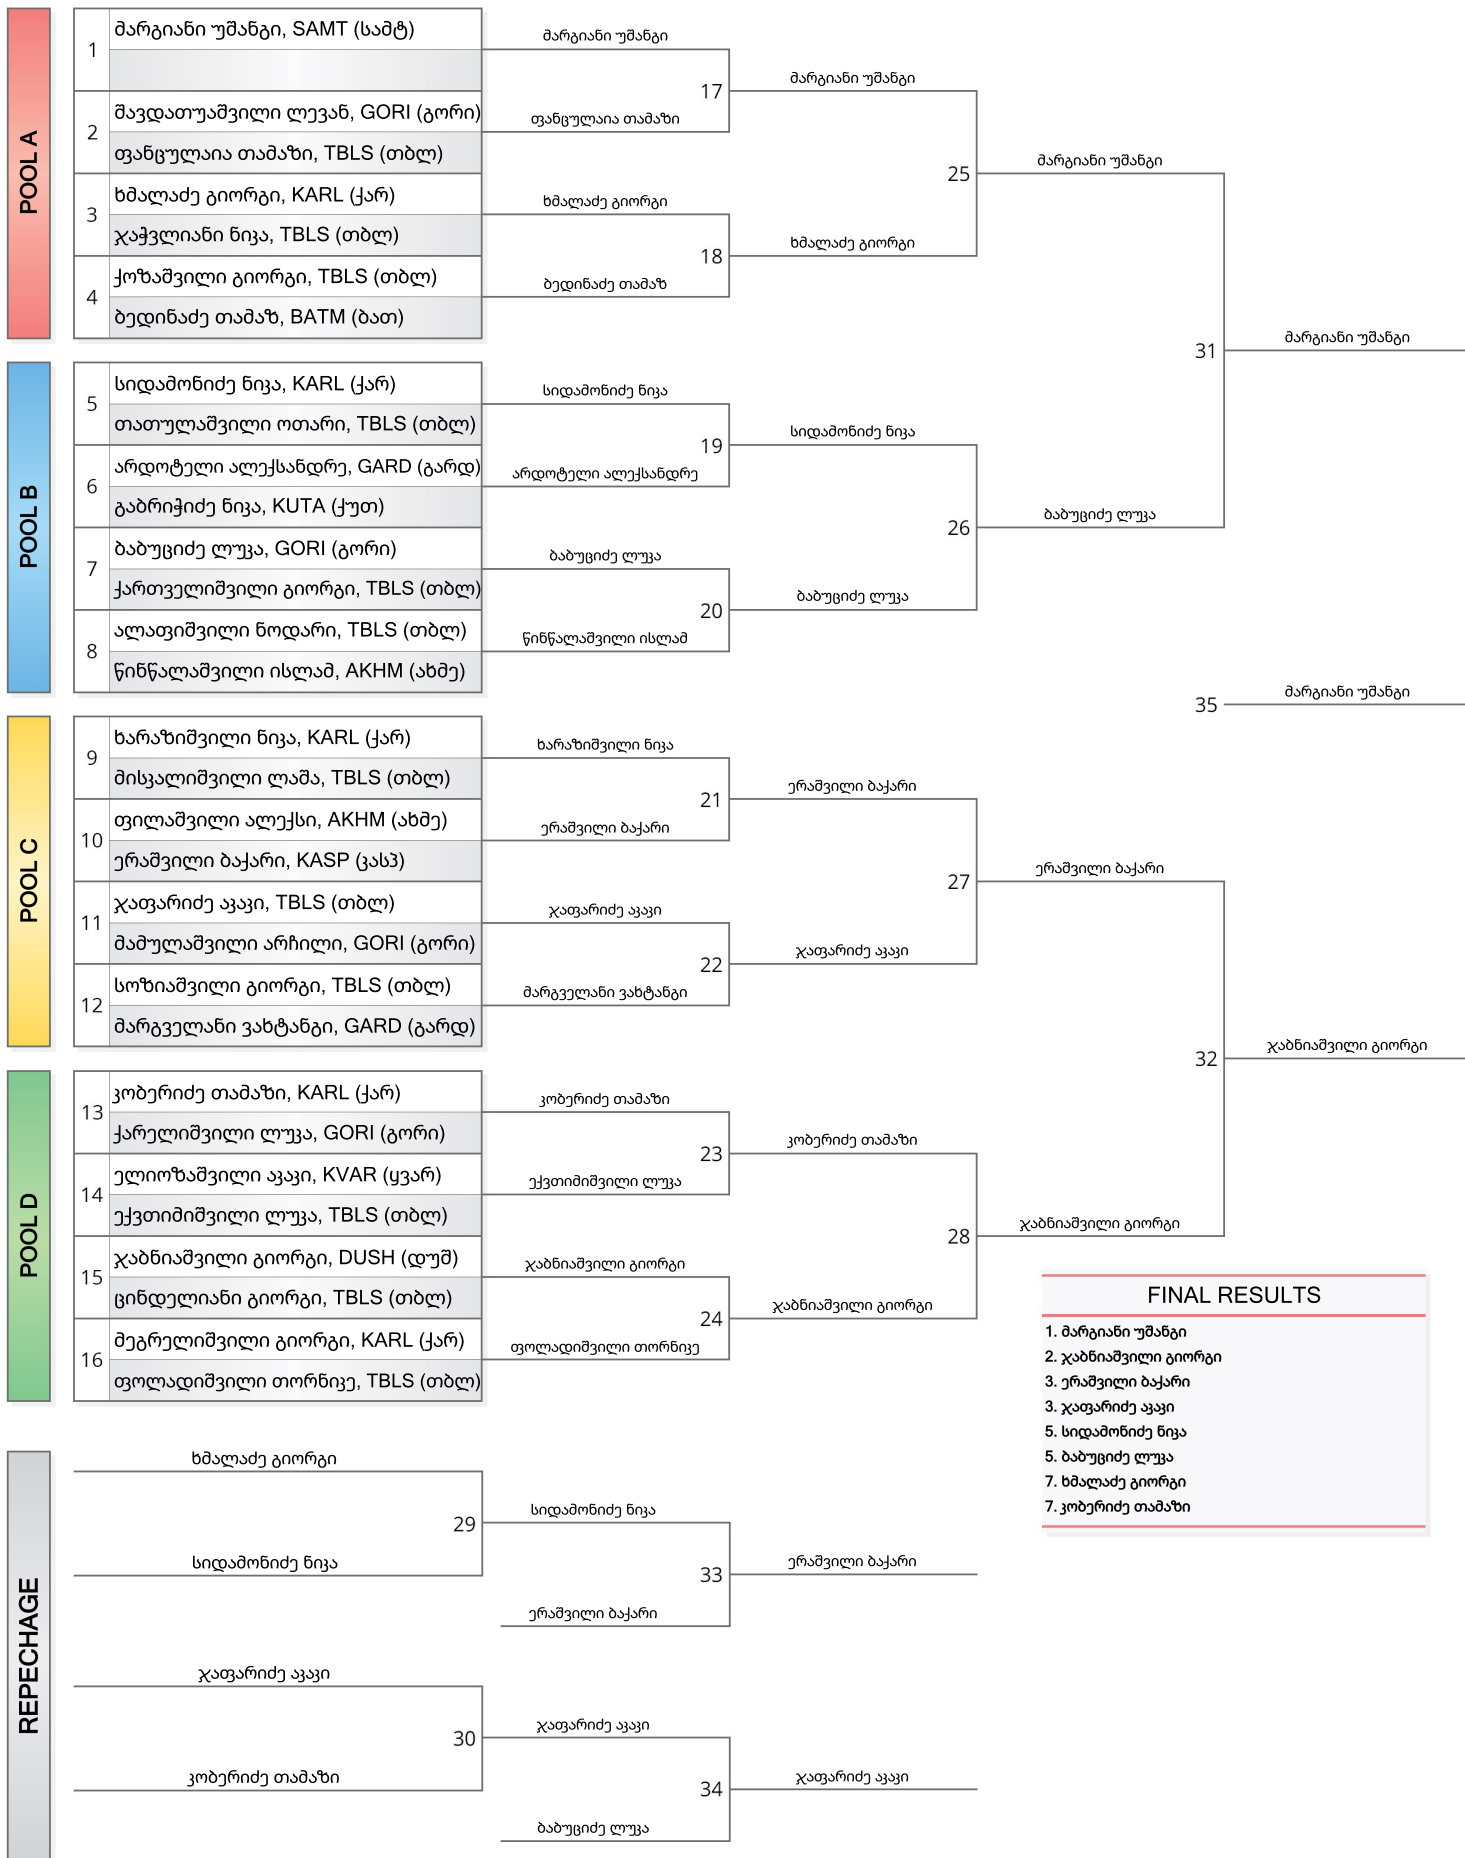 POOL A
1
მარგიანი უშანგი, SAMT (სამტ)
2
შავდათუაშვილი ლევან, GORI (გორი)
ფანცულაია თამაზი, TBLS (თბლ)
3
ხმალაძე გიორგი, KARL (ქარ)
ჯაჭვლიანი ნიკა, TBLS (თბლ)
4
ქოზაშვილი გიორგი, TBLS (თბლ)
ბედინაძე თამაზ, BATM (ბათ)
მარგიანი უშანგი
17
ფანცულაია თამაზი
ხმალაძე გიორგი
18
ბედინაძე თამაზ
მარგიანი უშანგი
25
ხმალაძე გიორგი
მარგიანი უშანგი
POOL B
5
სიდამონიძე ნიკა, KARL (ქარ)
თათულაშვილი ოთარი, TBLS (თბლ)
6
არდოტელი ალექსანდრე, GARD (გარდ)
გაბრიჭიძე ნიკა, KUTA (ქუთ)
7
ბაბუციძე ლუკა, GORI (გორი)
ქართველიშვილი გიორგი, TBLS (თბლ)
8
ალაფიშვილი ნოდარი, TBLS (თბლ)
წინწალაშვილი ისლამ, AKHM (ახმე)
სიდამონიძე ნიკა
19
არდოტელი ალექსანდრე
ბაბუციძე ლუკა
20
წინწალაშვილი ისლამ
სიდამონიძე ნიკა
26
ბაბუციძე ლუკა
ბაბუციძე ლუკა
31
მარგიანი უშანგი
35
მარგიანი უშანგი
POOL C
9
ხარაზიშვილი ნიკა, KARL (ქარ)
მისკალიშვილი ლაშა, TBLS (თბლ)
10
ფილაშვილი ალექსი, AKHM (ახმე)
ერაშვილი ბაქარი, KASP (კასპ)
11
ჯაფარიძე აკაკი, TBLS (თბლ)
მამულაშვილი არჩილი, GORI (გორი)
12
სოზიაშვილი გიორგი, TBLS (თბლ)
მარგველანი ვახტანგი, GARD (გარდ)
ხარაზიშვილი ნიკა
21
ერაშვილი ბაქარი
ჯაფარიძე აკაკი
22
მარგველანი ვახტანგი
ერაშვილი ბაქარი
27
ჯაფარიძე აკაკი
ერაშვილი ბაქარი
POOL D
13
კობერიძე თამაზი, KARL (ქარ)
ქარელიშვილი ლუკა, GORI (გორი)
14
ელიოზაშვილი აკაკი, KVAR (ყვარ)
ექვთიმიშვილი ლუკა, TBLS (თბლ)
15
ჯაბნიაშვილი გიორგი, DUSH (დუშ)
ცინდელიანი გიორგი, TBLS (თბლ)
16
მეგრელიშვილი გიორგი, KARL (ქარ)
ფოლადიშვილი თორნიკე, TBLS (თბლ)
კობერიძე თამაზი
23
ექვთიმიშვილი ლუკა
ჯაბნიაშვილი გიორგი
24
ფოლადიშვილი თორნიკე
კობერიძე თამაზი
28
ჯაბნიაშვილი გიორგი
ჯაბნიაშვილი გიორგი
32
ჯაბნიაშვილი გიორგი
FINAL RESULTS
1. მარგიანი უშანგი
2. ჯაბნიაშვილი გიორგი
3. ერაშვილი ბაქარი
3. ჯაფარიძე აკაკი
5. სიდამონიძე ნიკა
5. ბაბუციძე ლუკა
7. ხმალაძე გიორგი
7. კობერიძე თამაზი
REPECHAGE
ხმალაძე გიორგი
29
სიდამონიძე ნიკა
სიდამონიძე ნიკა
33
ერაშვილი ბაქარი
ერაშვილი ბაქარი
ჯაფარიძე აკაკი
30
კობერიძე თამაზი
ჯაფარიძე აკაკი
34
ბაბუციძე ლუკა
ჯაფარიძე აკაკი